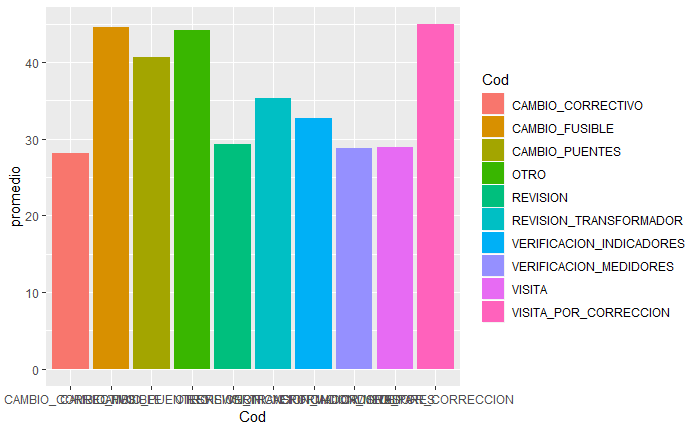 Cod
CAMBIO_CORRECTIVO
CAMBIO_FUSIBLE
CAMBIO_PUENTES
OTRO
REVISION
REVISION_TRANSFORMADOR
VERIFICACION_INDICADORES
VERIFICACION_MEDIDORES
VISITA
VISITA_POR_CORRECCION
promedio
40
30
20
10
0
Cod